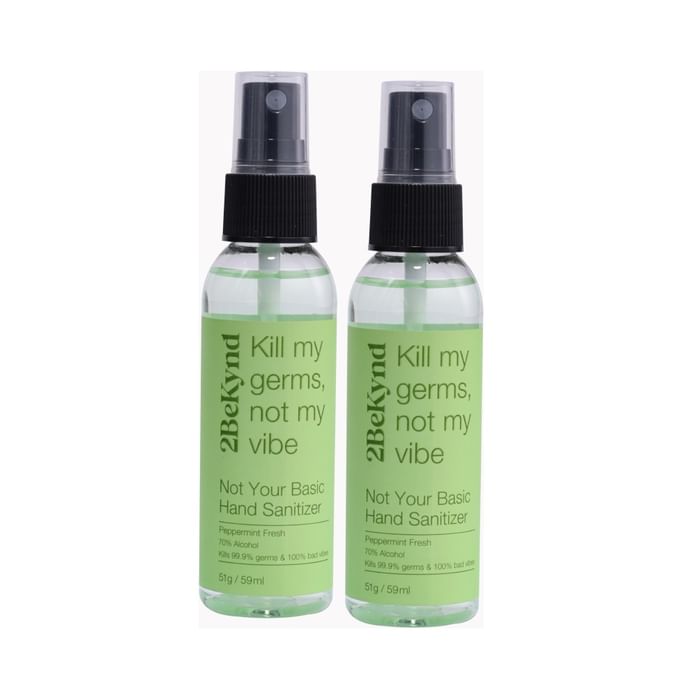 2BeKynd
Kill my
germs,
not my
vibe
Not Your Basic
Hand Sanitizer
Peppermint Fresh
70% Alcohol
Kills 99.9% germs & 100% bad vibes
51g / 59ml
2BeKynd
Kill my
germs,
not my
vibe
Not Your Basic
Hand Sanitizer
Peppermint Fresh
70% Alcohol
Kills 99.9% germs & 100% bad vibes
51g / 59ml